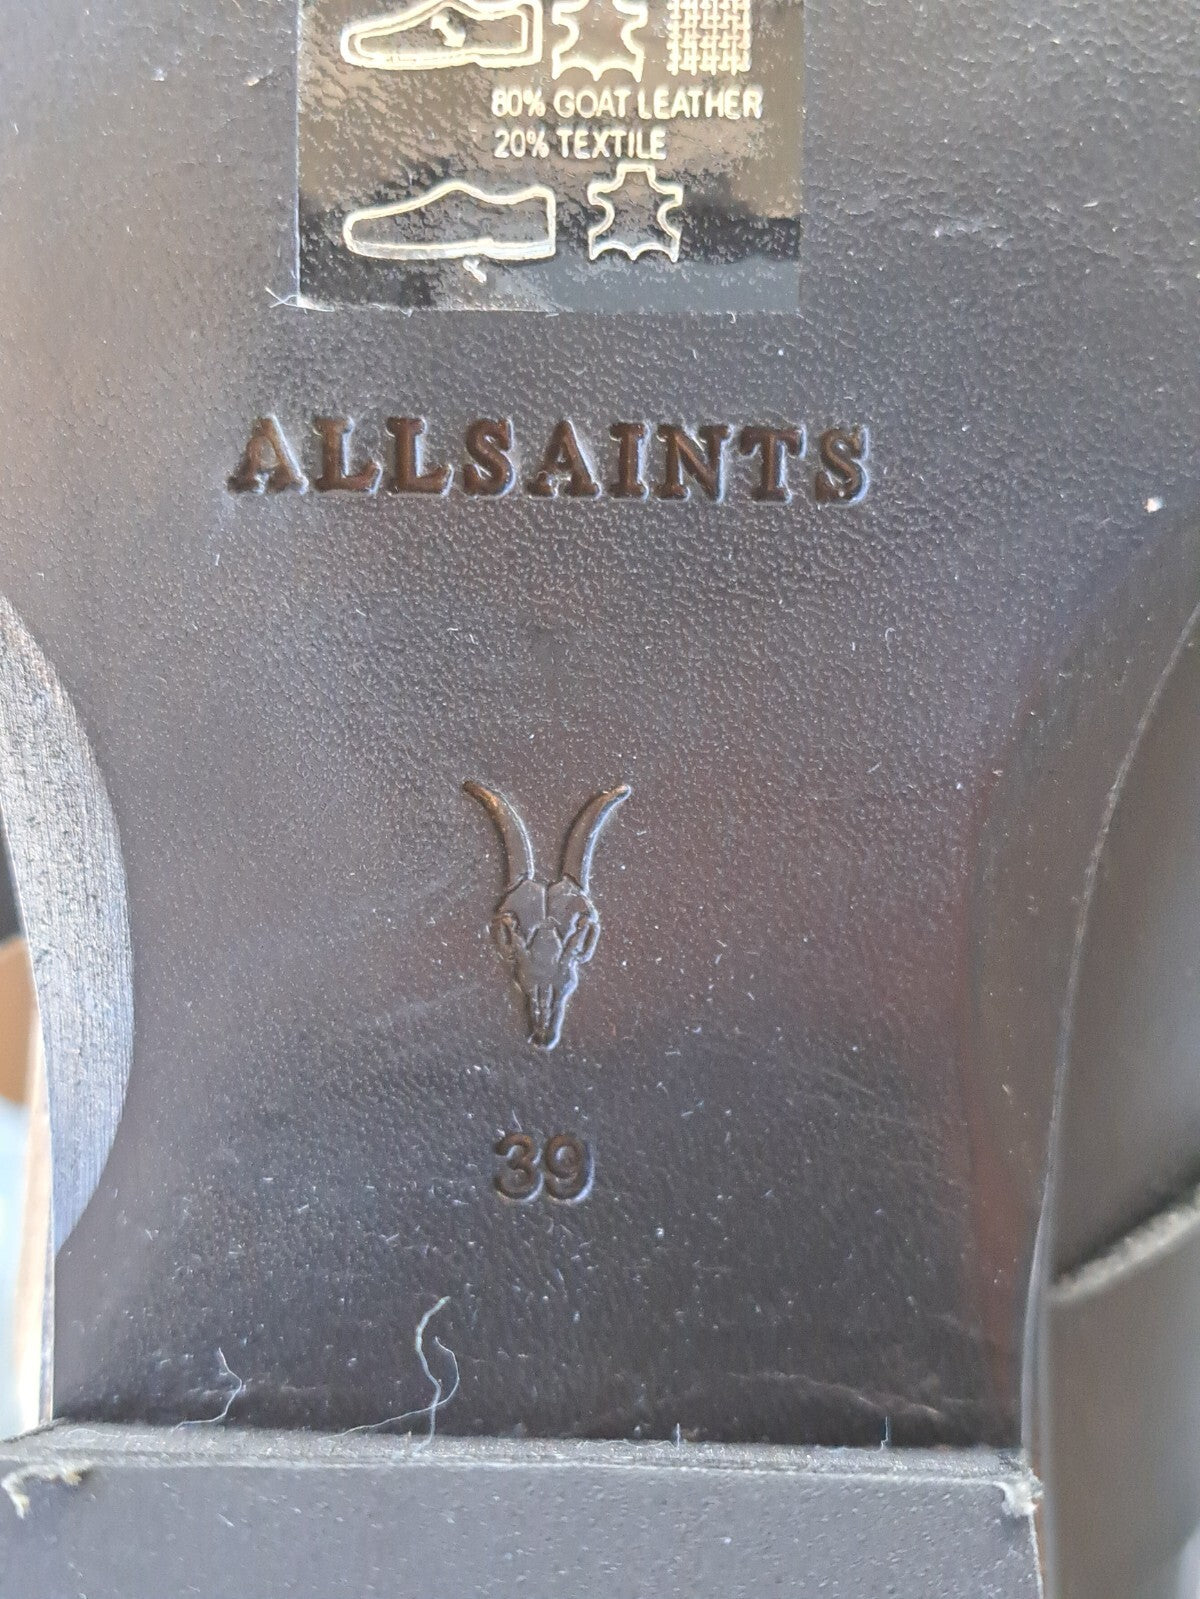 80% GOAT LEATHER
20% TEXTILE
ALLSAINTS
39